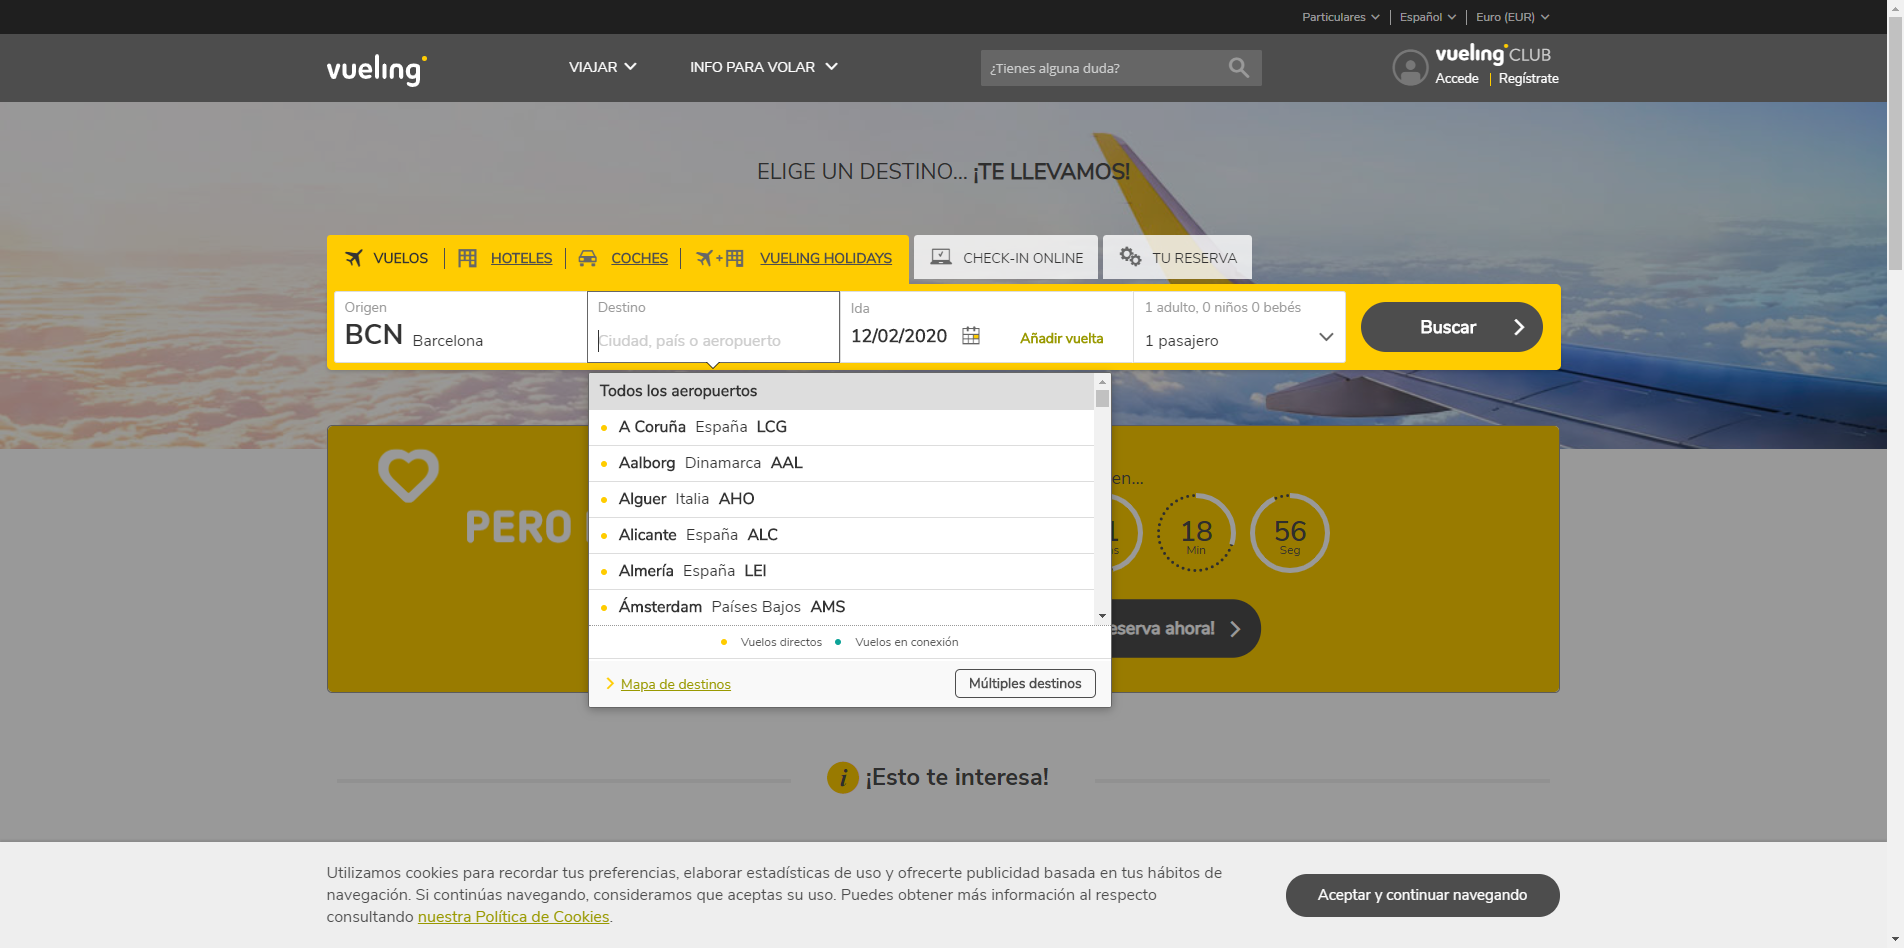 Particulares Español Euro (EUR)
vueling VIAJAR INFO PARA VOLAR ¿Tienes alguna duda? vueling CLUB
Accede Regístrate
ELIGE UN DESTINO... ¡TE LLEVAMOS!
VUELOS HOTELES COCHES + VUELING HOLIDAYS CHECK-IN ONLINE TU RESERVA
Origen Destino Ida 1 adulto, 0 niños 0 bebés
BCN Barcelona Ciudad, país o aeropuerto 12/02/2020 Añadir vuelta 1 pasajero Buscar
Todos los aeropuertos
A Coruña España LCG
Aalborg Dinamarca AAL
Alguer Italia AHO
Alicante España ALC
Almería España LEI
Ámsterdam Países Bajos AMS
Vuelos directos Vuelos en conexión
Mapa de destinos Múltiples destinos
PERO
en...
18 56
Min Seg
eserva ahora!
i ¡Esto te interesa!
Utilizamos cookies para recordar tus preferencias, elaborar estadísticas de uso y ofrecerte publicidad basada en tus hábitos de
navegación. Si continúas navegando, consideramos que aceptas su uso. Puedes obtener más información al respecto
consultando nuestra Política de Cookies.
Aceptar y continuar navegando